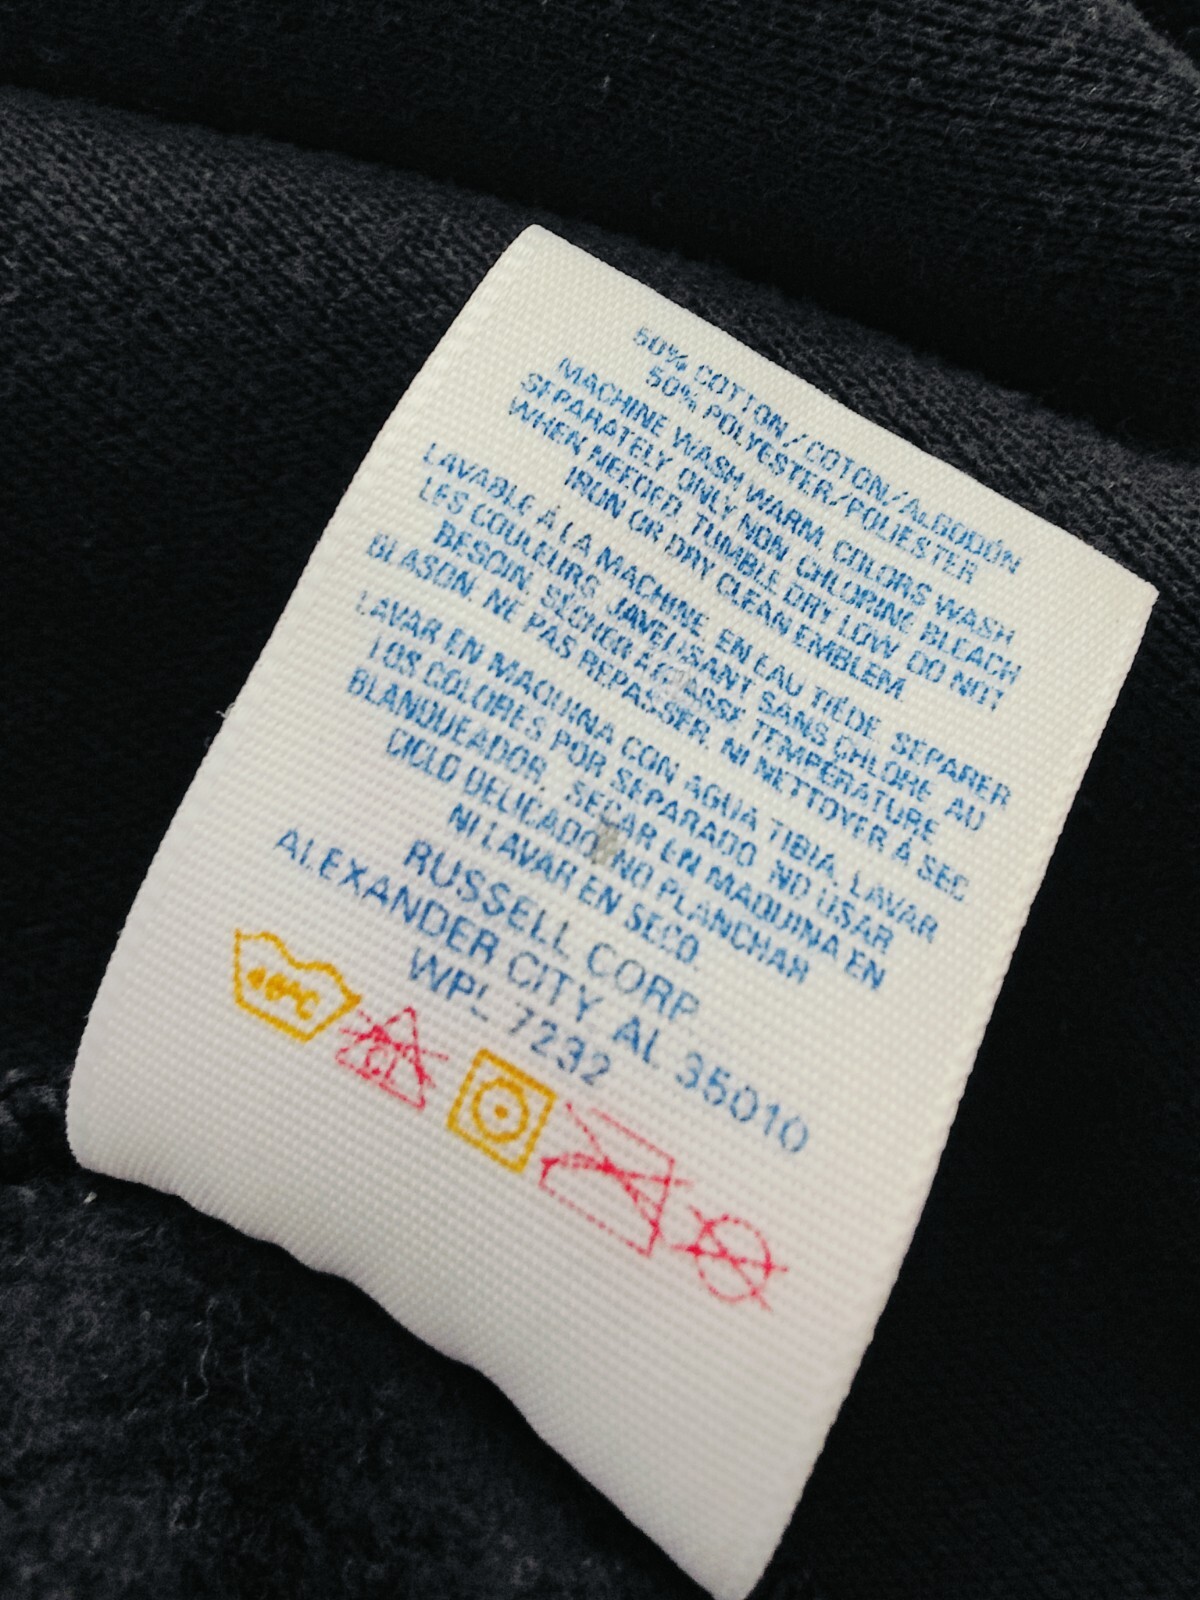 50% COTTON/COTON/ALGODÓN
50% POLYESTER/POLIESTER
MACHINE WASH WARM, COLORS WASH
SEPARATELY ONLY NON CHLORINE BLEACH
WHEN NEEDED, TUMBLE DRY LOW. DO NOT
IRON OR DRY CLEAN EMBLEM.
LAVABLE À LA MACHINE, EN EAU TIÈDE, SÉPARER
LES COULEURS, JAVELISANT SANS CHLORE AU
BESOIN. SÉCHER À BASSE TEMPÉRATURE.
BLASON: NE PAS REPASSER, NI NETTOYER À SEC.
LAVAR EN MAQUINA CON AGUA TIBIA, LAVAR
LOS COLORES POR SEPARADO. NO USAR
BLANQUEADOR, SECAR EN MAQUINA EN
CICLO DELICADO, NO PLANCHAR
NI LAVAR EN SECO.
RUSSELL CORP.
ALEXANDER CITY, AL 35010
WPL 7232
40°C
CL